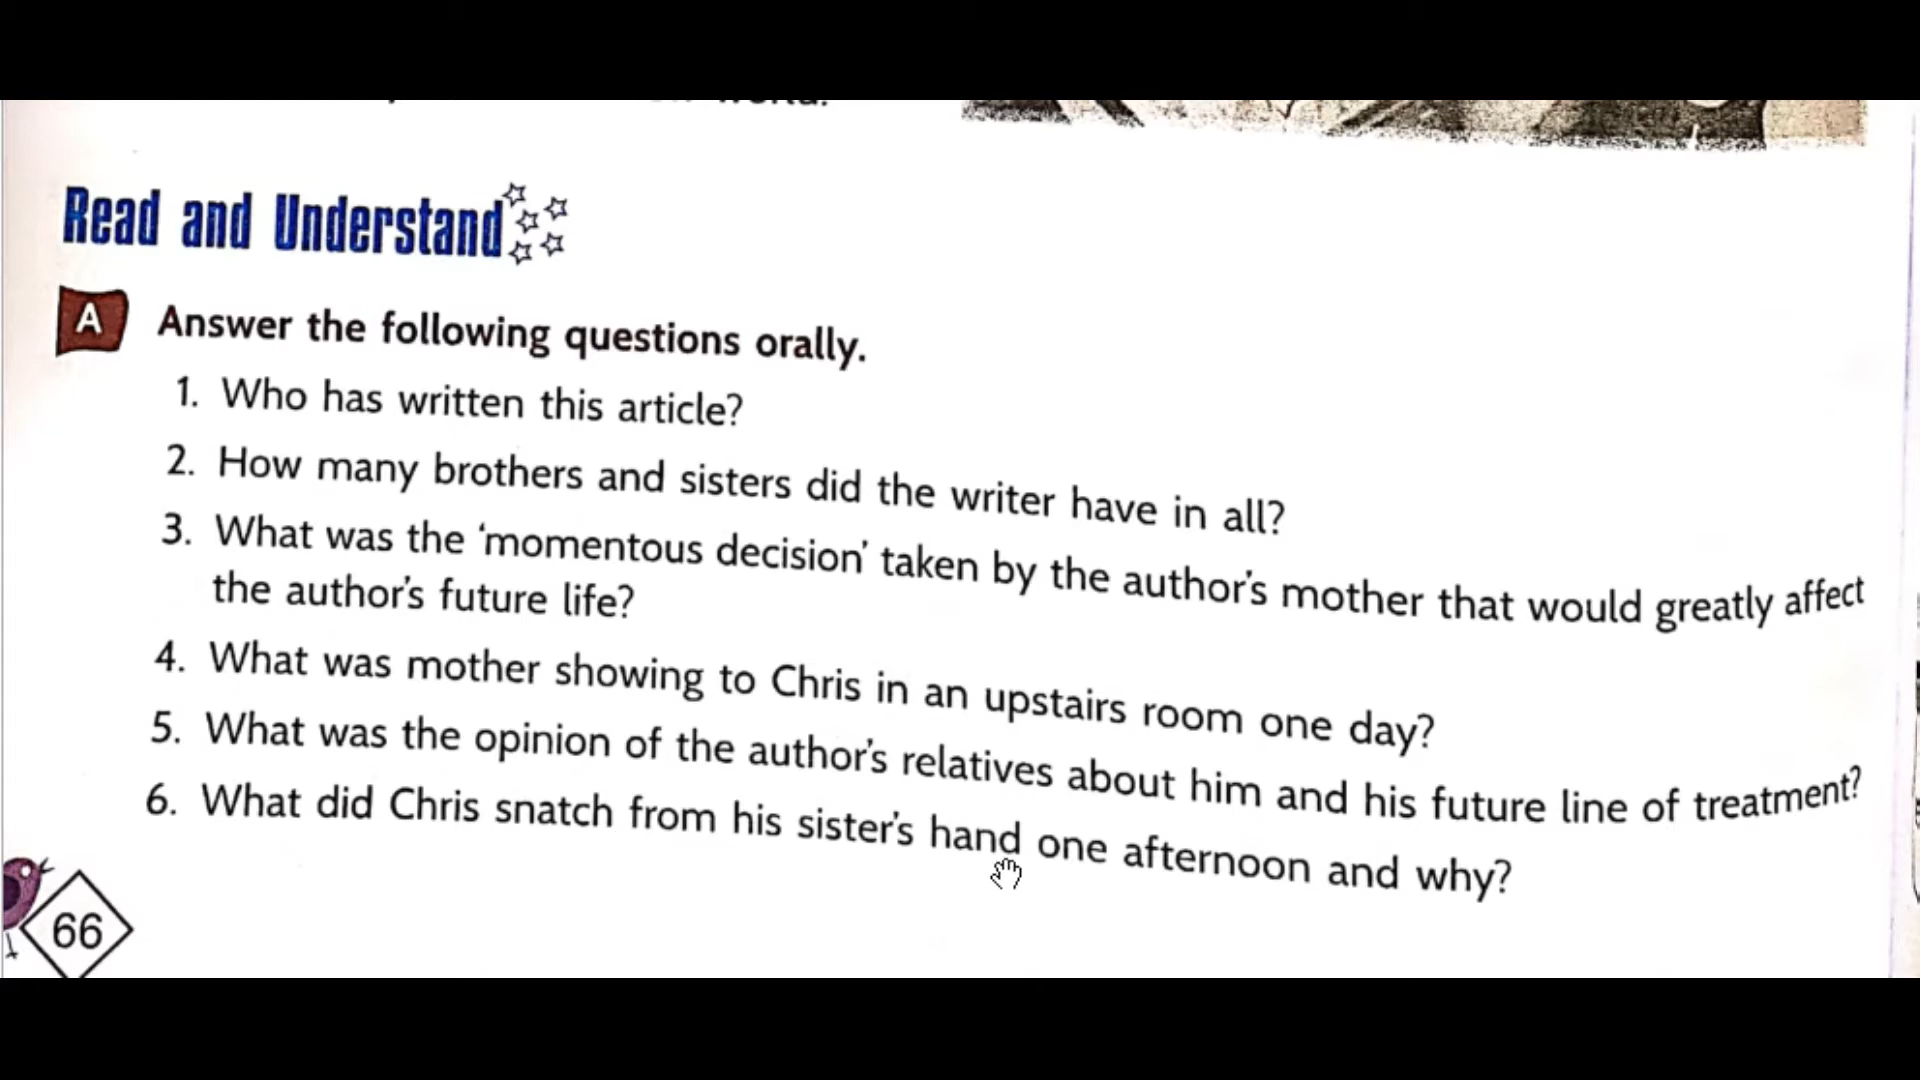 world.
Read and Understand
A Answer the following questions orally.
1. Who has written this article?
2. How many brothers and sisters did the writer have in all?
3. What was the ‘momentous decision’ taken by the author’s mother that would greatly affect
the author’s future life?
4. What was mother showing to Chris in an upstairs room one day?
5. What was the opinion of the author’s relatives about him and his future line of treatment?
6. What did Chris snatch from his sister’s hand one afternoon and why?
66